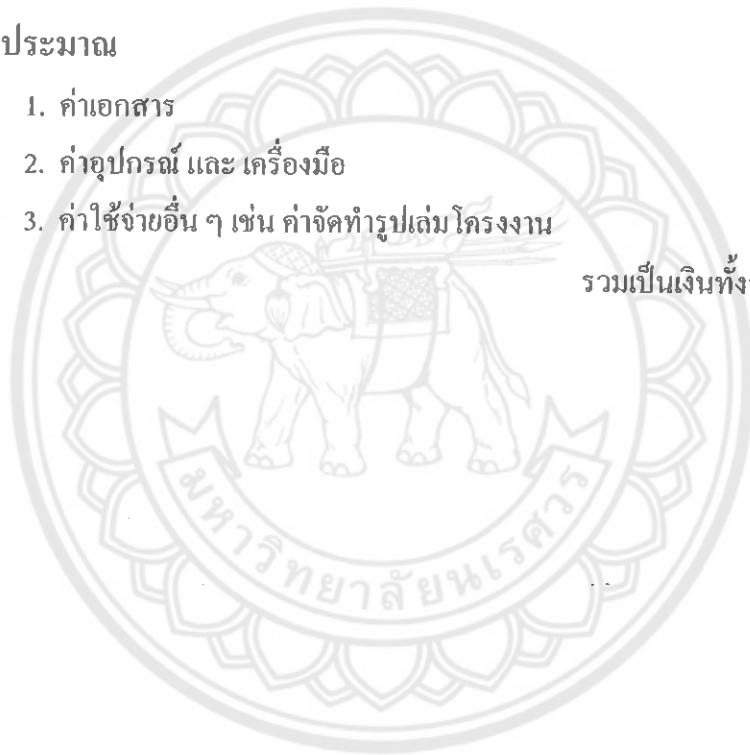 ประมาณ
1. ค่าเอกสาร
2. ค่าอุปกรณ์ และ เครื่องมือ
3. ค่าใช้จ่ายอื่น ๆ เช่น ค่าจัดทำรูปเล่มโครงงาน
รวมเป็นเงินทั้ง
มหาวิทยาลัยนเรศวร